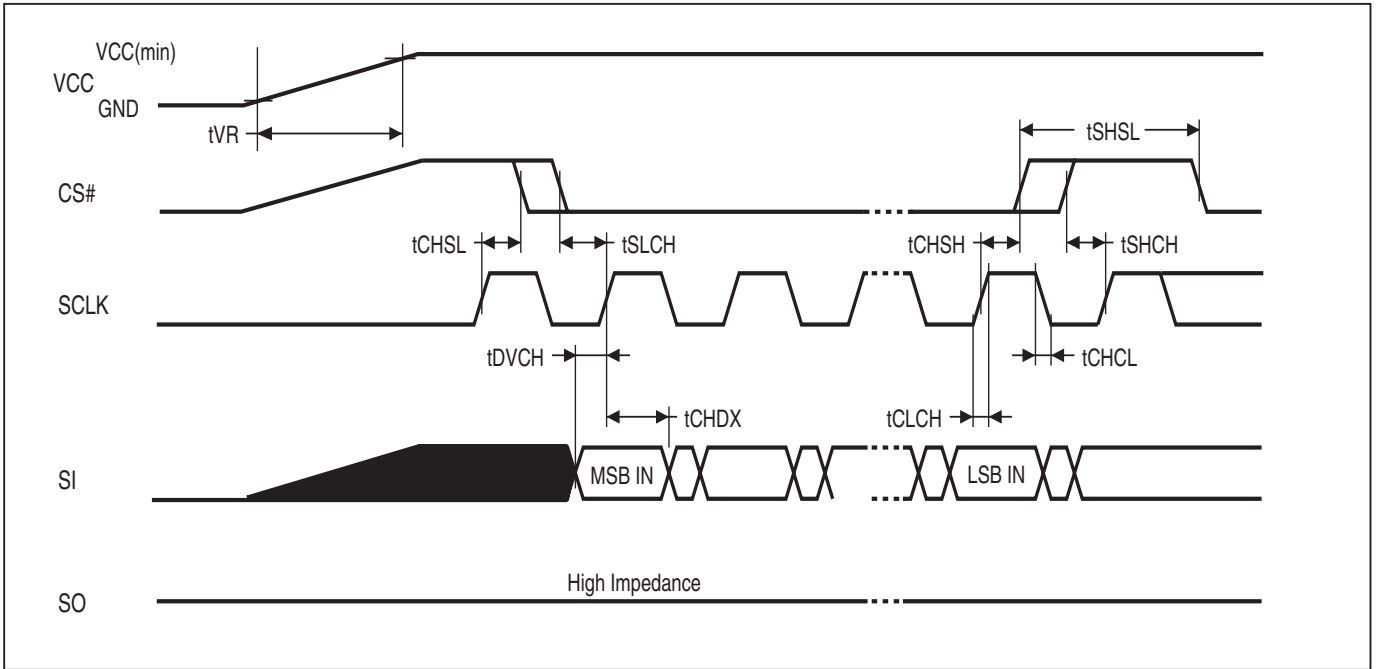 VCC(min)
VCC
GND
tVR
tSHSL
CS#
tCHSL
tSLCH
tCHSH
tSHCH
SCLK
tDVCH
tCHCL
tCHDX
tCLCH
SI
MSB IN
LSB IN
High Impedance
SO